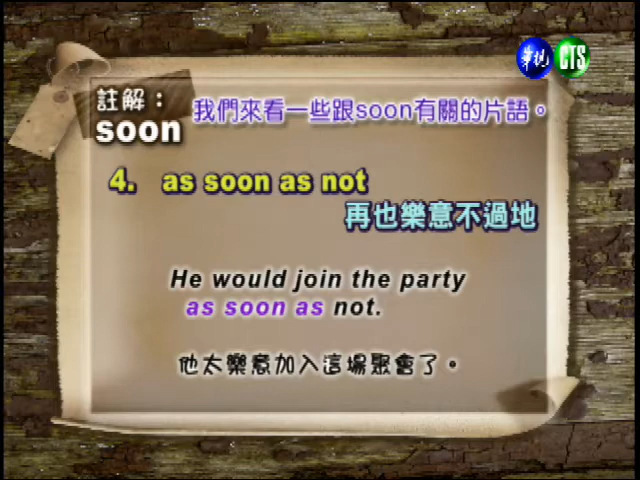 華視 CTS
註解：
soon
我們來看一些跟soon有關的片語。
4. as soon as not
再也樂意不過地
He would join the party
as soon as not.
他太樂意加入這場聚會了。